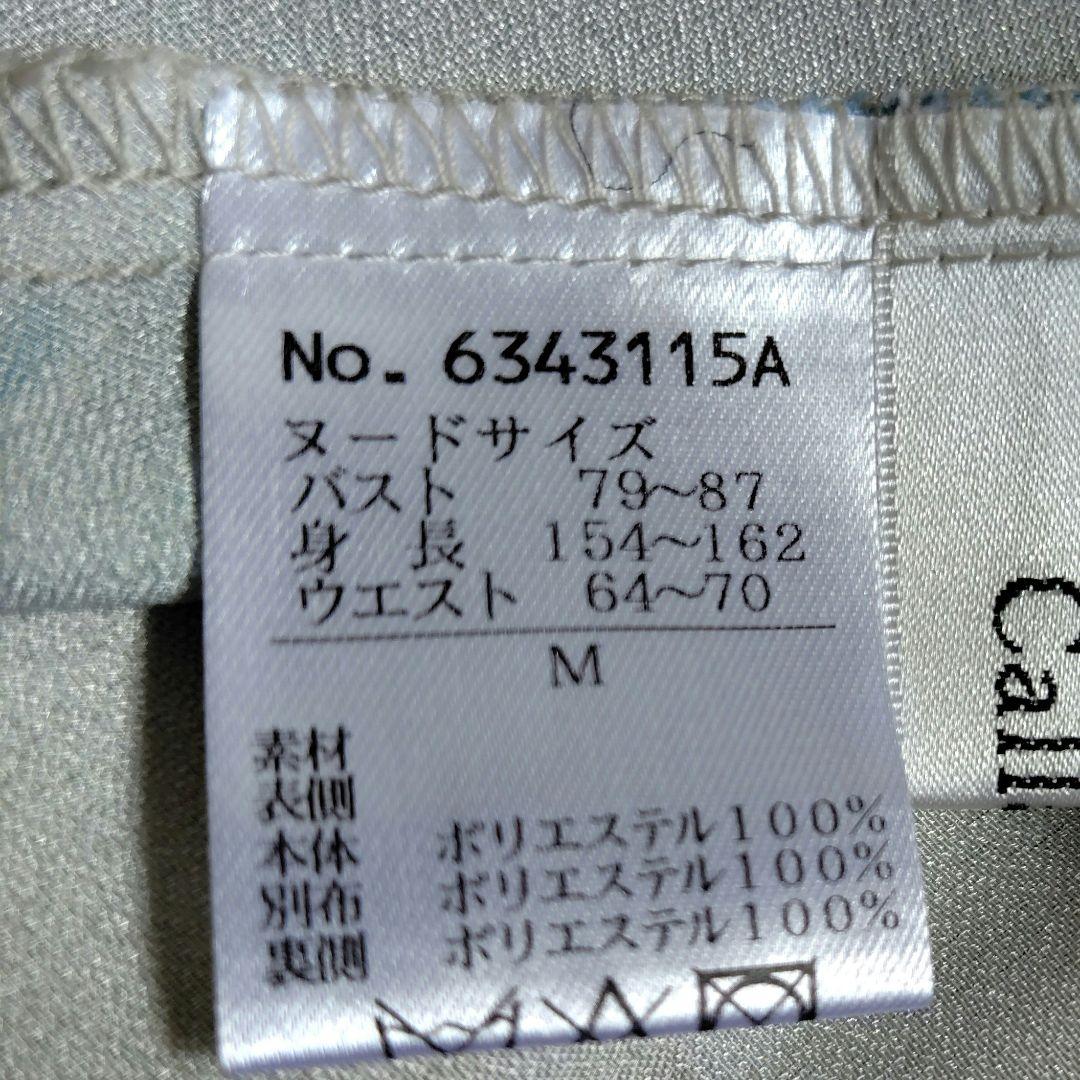 No. 6343115A
ヌードサイズ
バスト 79〜87
身長 154〜162
ウエスト 64〜70
M
素材
表側
本体 ポリエステル100%
別布 ポリエステル100%
裏側 ポリエステル100%